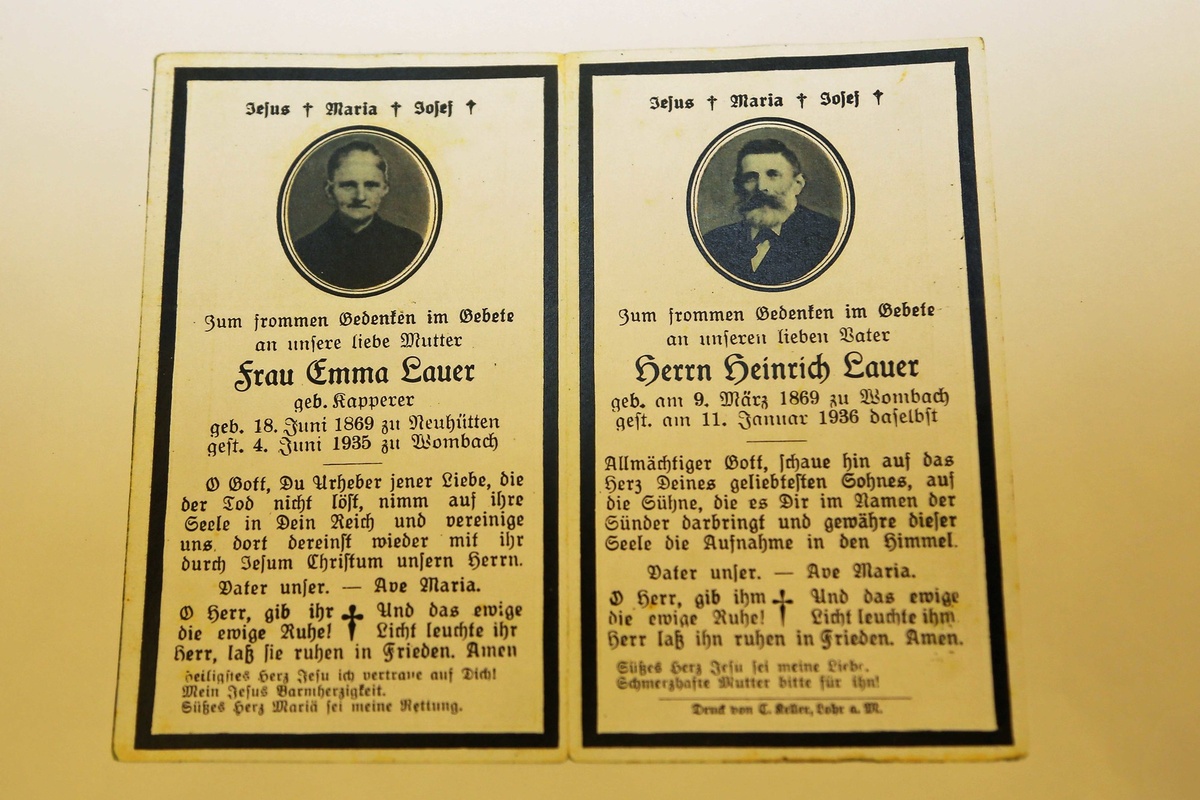 Jesus † Maria † Josef †
Zum frommen Gedenken im Gebete
an unsere liebe Mutter
Frau Emma Lauer
geb. Kapperer
geb. 18. Juni 1869 zu Neuhütten
gest. 4. Juni 1935 zu Wombach
O Gott, Du Urheber jener Liebe, die
der Tod nicht löst, nimm auf ihre
Seele in Dein Reich und vereinige
uns dort dereinst wieder mit ihr
durch Jesum Christum unsern Herrn.
Vater unser. — Ave Maria.
O Herr, gib ihr † Und das ewige
die ewige Ruhe! Licht leuchte ihr
Herr, laß sie ruhen in Frieden. Amen
Heiligstes Herz Jesu ich vertraue auf Dich!
Mein Jesus Barmherzigkeit.
Süßes Herz Mariä sei meine Rettung.
Jesus † Maria † Josef †
Zum frommen Gedenken im Gebete
an unseren lieben Vater
Herrn Heinrich Lauer
geb. am 9. März 1869 zu Wombach
gest. am 11. Januar 1936 daselbst
Allmächtiger Gott, schaue hin auf das
Herz Deines geliebtesten Sohnes, auf
die Sühne, die es Dir im Namen der
Sünder darbringt und gewähre dieser
Seele die Aufnahme in den Himmel.
Vater unser. — Ave Maria.
O Herr, gib ihm † Und das ewige
die ewige Ruhe! Licht leuchte ihm
Herr laß ihn ruhen in Frieden. Amen.
Süßes Herz Jesu sei meine Liebe.
Schmerzhafte Mutter bitte für ihn!
Druck von C. Keller, Lohr a. M.